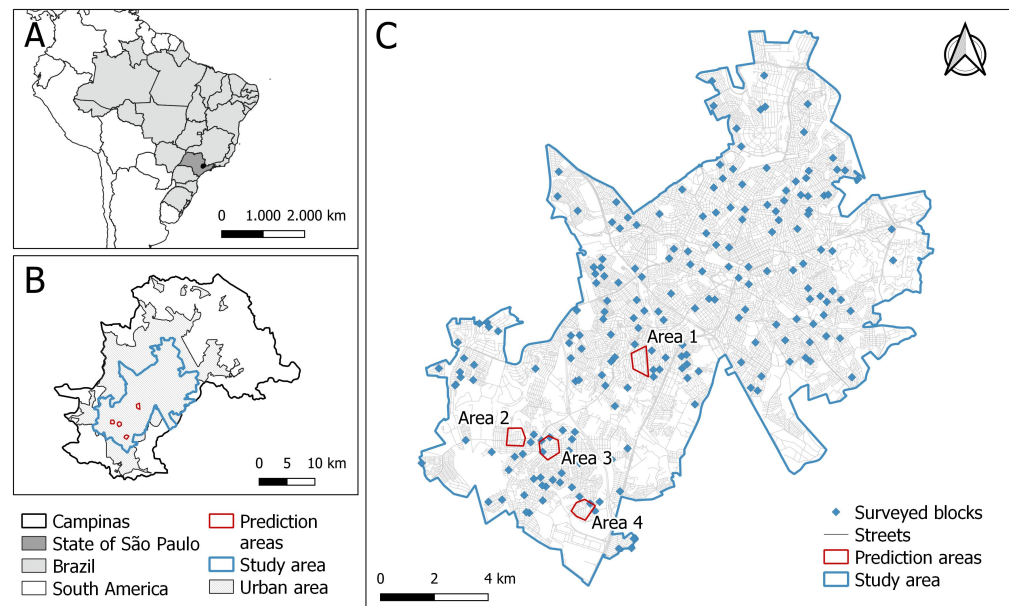 A
0 1.000 2.000 km
B
0 5 10 km
Campinas
State of São Paulo
Brazil
South America
Prediction
areas
Study area
Urban area
C
Area 1
Area 2
Area 3
Area 4
0 2 4 km
Surveyed blocks
Streets
Prediction areas
Study area